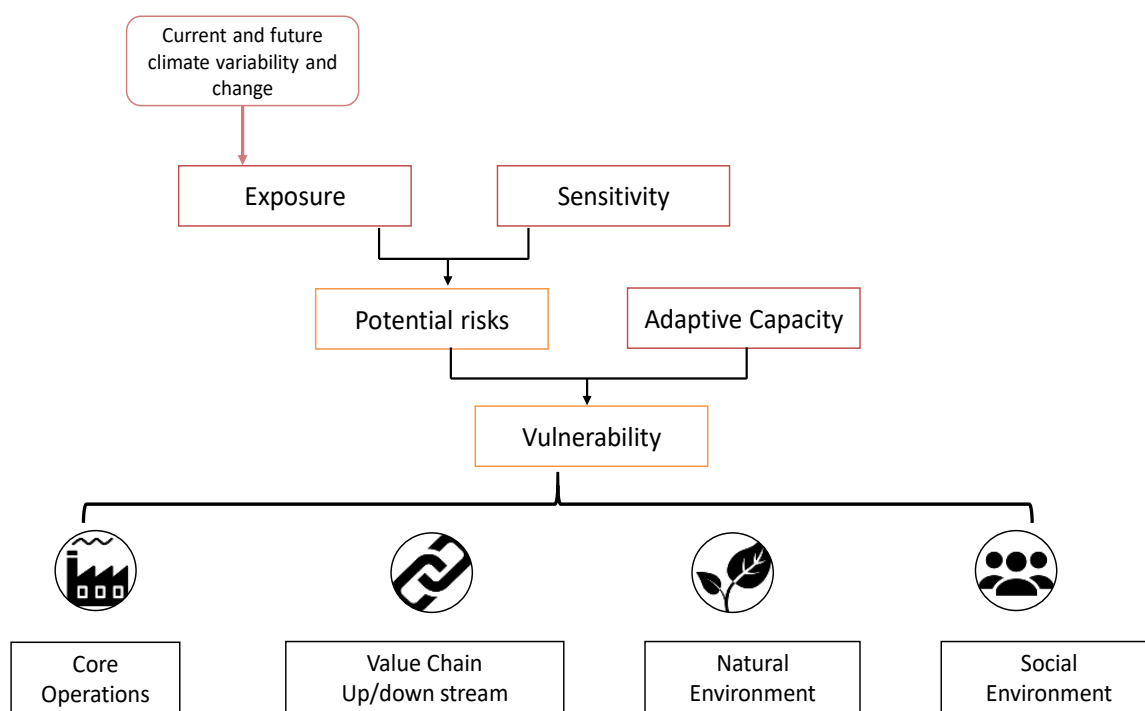 Current and future
climate variability and
change
Exposure
Sensitivity
Potential risks
Adaptive Capacity
Vulnerability
Core
Operations
Value Chain
Up/down stream
Natural
Environment
Social
Environment